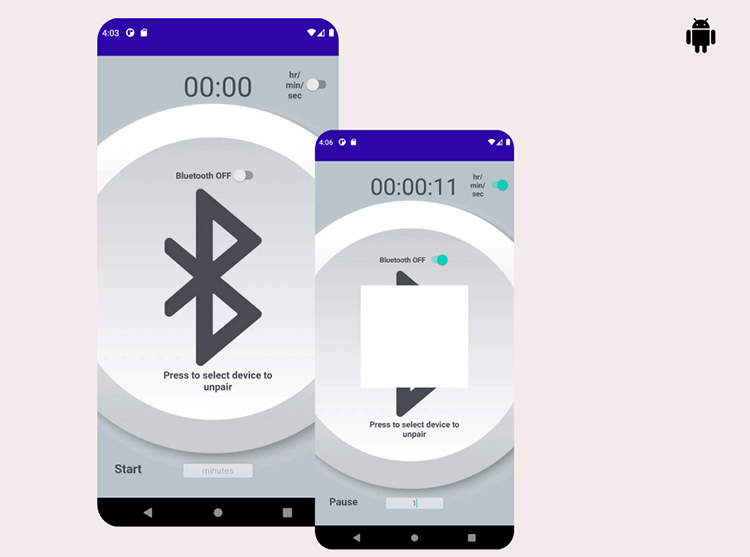 4:03
00:00
hr/
min/
sec
Bluetooth OFF
Press to select device to
unpair
Start
minutes
4:06
00:00:11
hr/
min/
sec
Bluetooth OFF
Press to select device to
unpair
Pause
1